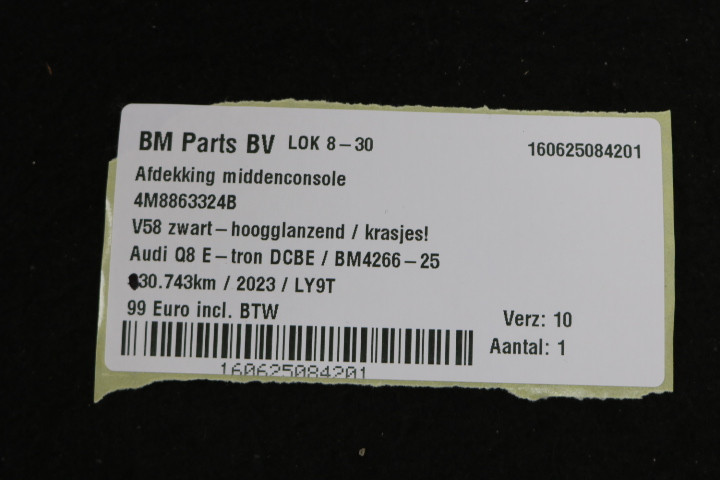 BM Parts BV LOK 8-30 160625084201
Afdekking middenconsole
4M8863324B
V58 zwart-hoogglanzend / krasjes!
Audi Q8 E-tron DCBE / BM4266-25
30.743km / 2023 / LY9T
99 Euro incl. BTW
Verz: 10
Aantal: 1
160625084201